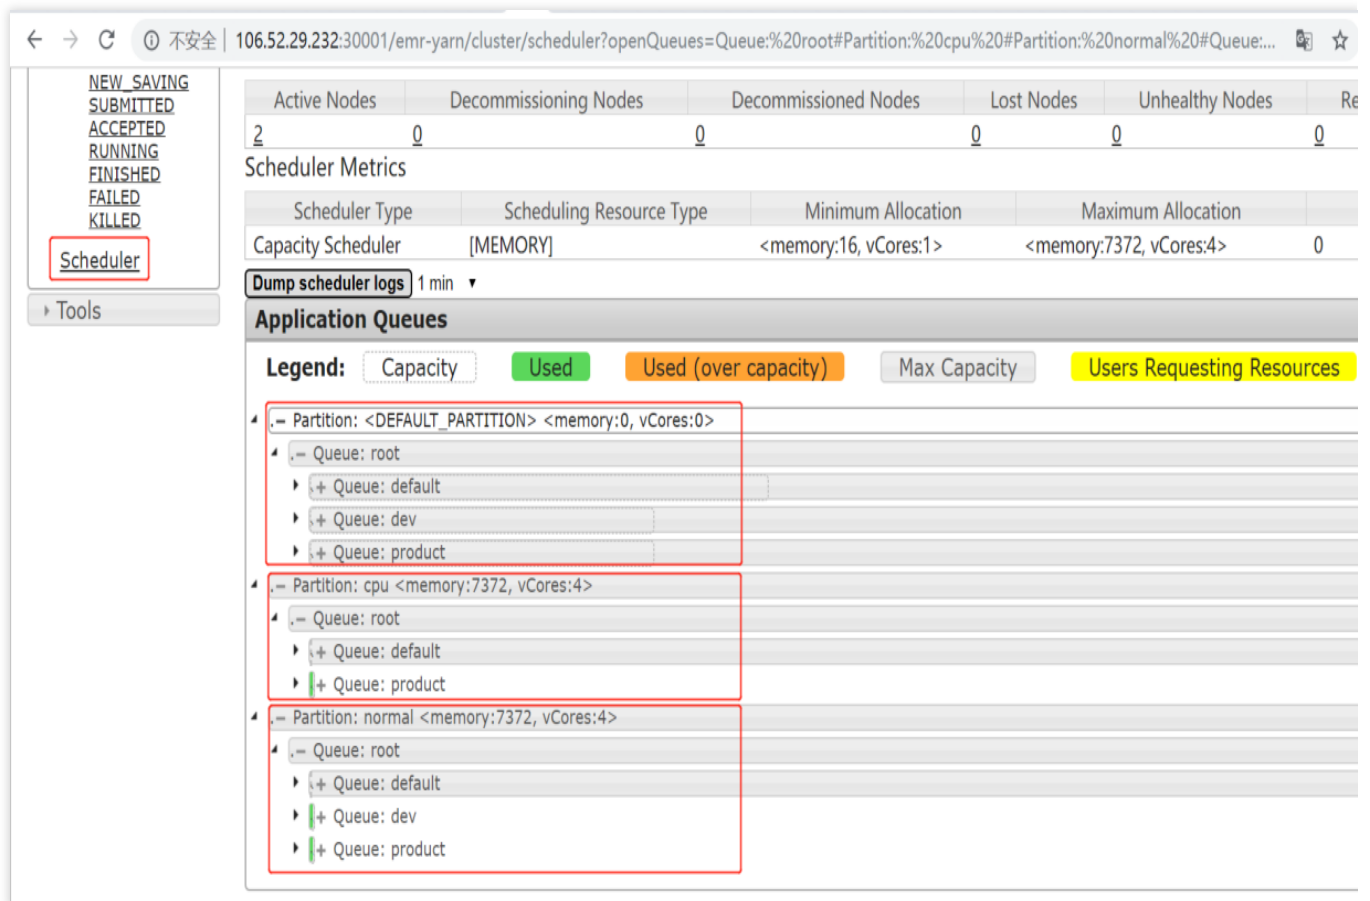 不安全 106.52.29.232:30001/emr-yarn/cluster/scheduler?openQueues=Queue:%20root#Partition:%20cpu%20#Partition:%20normal%20#Queue:...
NEW_SAVING
SUBMITTED
ACCEPTED
RUNNING
FINISHED
FAILED
KILLED
Scheduler
Tools
Active Nodes Decommissioning Nodes Decommissioned Nodes Lost Nodes Unhealthy Nodes Re
2 0 0 0 0 0
Scheduler Metrics
Scheduler Type Scheduling Resource Type Minimum Allocation Maximum Allocation
Capacity Scheduler [MEMORY] <memory:16, vCores:1> <memory:7372, vCores:4> 0
Dump scheduler logs 1 min
Application Queues
Legend: Capacity Used Used (over capacity) Max Capacity Users Requesting Resources
.– Partition: <DEFAULT_PARTITION> <memory:0, vCores:0>
.– Queue: root
+ Queue: default
+ Queue: dev
+ Queue: product
.– Partition: cpu <memory:7372, vCores:4>
.– Queue: root
+ Queue: default
+ Queue: product
.– Partition: normal <memory:7372, vCores:4>
.– Queue: root
+ Queue: default
+ Queue: dev
+ Queue: product